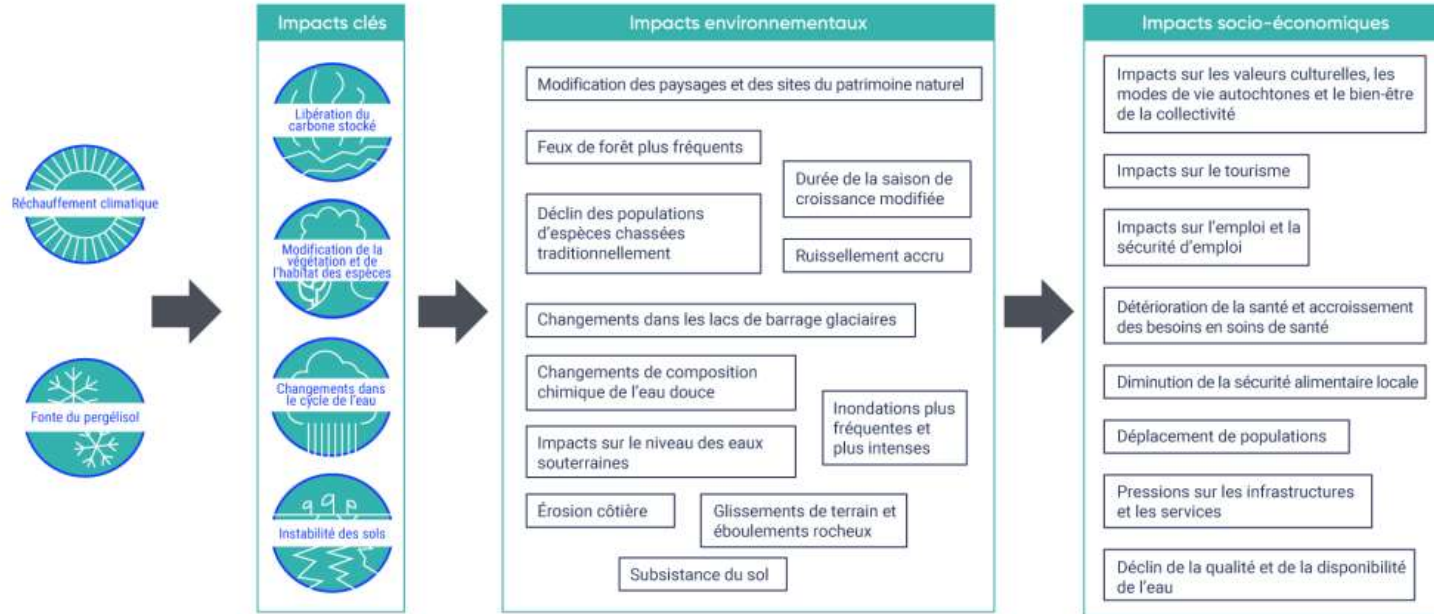 Impacts clés
Impacts environnementaux
Impacts socio-économiques
Réchauffement climatique
Fonte du pergélisol
Libération du
carbone stocké
Modification de la
végétation et de
l'habitat des espèces
Changements dans
le cycle de l'eau
Instabilité des sols
Modification des paysages et des sites du patrimoine naturel
Feux de forêt plus fréquents
Durée de la saison de
croissance modifiée
Déclin des populations
d'espèces chassées
traditionnellement
Ruissellement accru
Changements dans les lacs de barrage glaciaires
Changements de composition
chimique de l'eau douce
Inondations plus
fréquentes et
plus intenses
Impacts sur le niveau des eaux
souterraines
Érosion côtière
Glissements de terrain et
éboulements rocheux
Subsistance du sol
Impacts sur les valeurs culturelles, les
modes de vie autochtones et le bien-être
de la collectivité
Impacts sur le tourisme
Impacts sur l'emploi et la
sécurité d'emploi
Détérioration de la santé et accroissement
des besoins en soins de santé
Diminution de la sécurité alimentaire locale
Déplacement de populations
Pressions sur les infrastructures
et les services
Déclin de la qualité et de la disponibilité
de l'eau